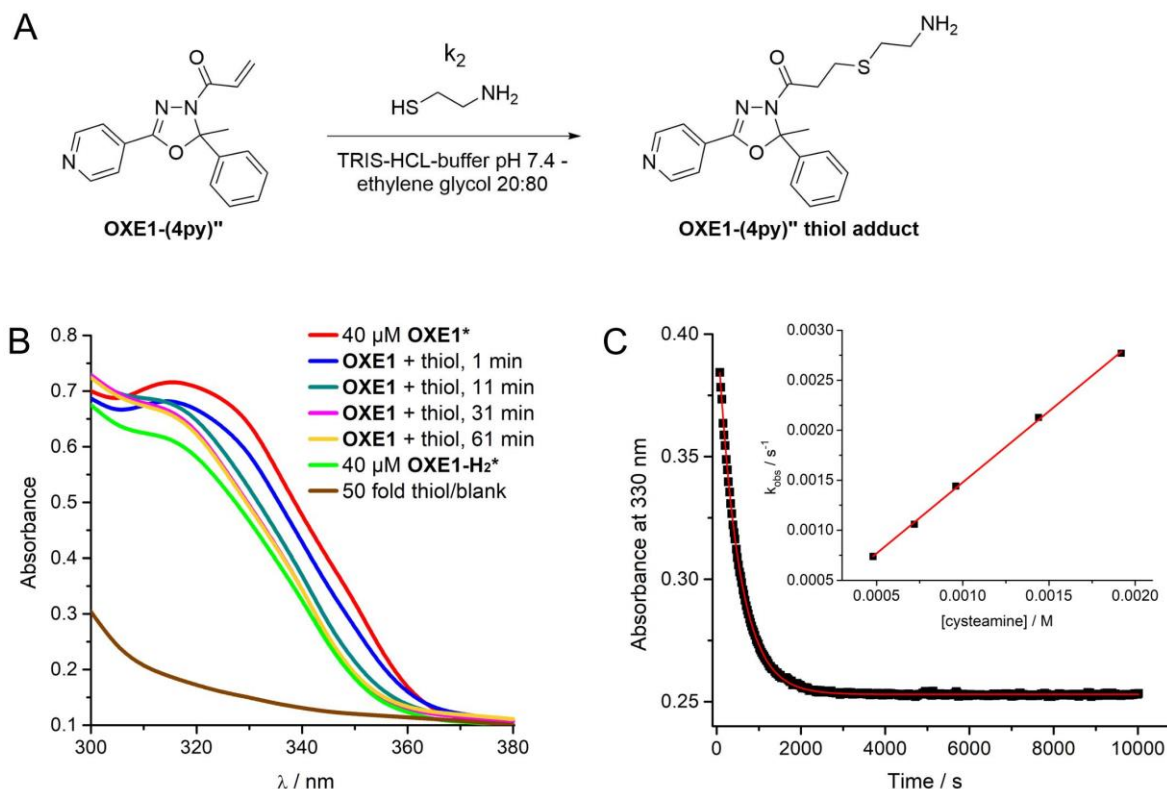 A
O
N
N
N
O
OXE1-(4py)"
k₂
HS
NH₂
TRIS-HCL-buffer pH 7.4 -
ethylene glycol 20:80
NH₂
O
S
N
N
N
O
OXE1-(4py)" thiol adduct
B
40 µM OXE1*
OXE1 + thiol, 1 min
OXE1 + thiol, 11 min
OXE1 + thiol, 31 min
OXE1 + thiol, 61 min
40 µM OXE1-H₂*
50 fold thiol/blank
0.8
0.7
0.6
0.5
0.4
0.3
0.2
0.1
Absorbance
300 320 340 360 380
λ / nm
C
0.40
0.35
0.30
0.25
Absorbance at 330 nm
0 2000 4000 6000 8000 10000
Time / s
0.0030
0.0025
0.0020
0.0015
0.0010
0.0005
k obs / s⁻¹
0.0005 0.0010 0.0015 0.0020
[cysteamine] / M